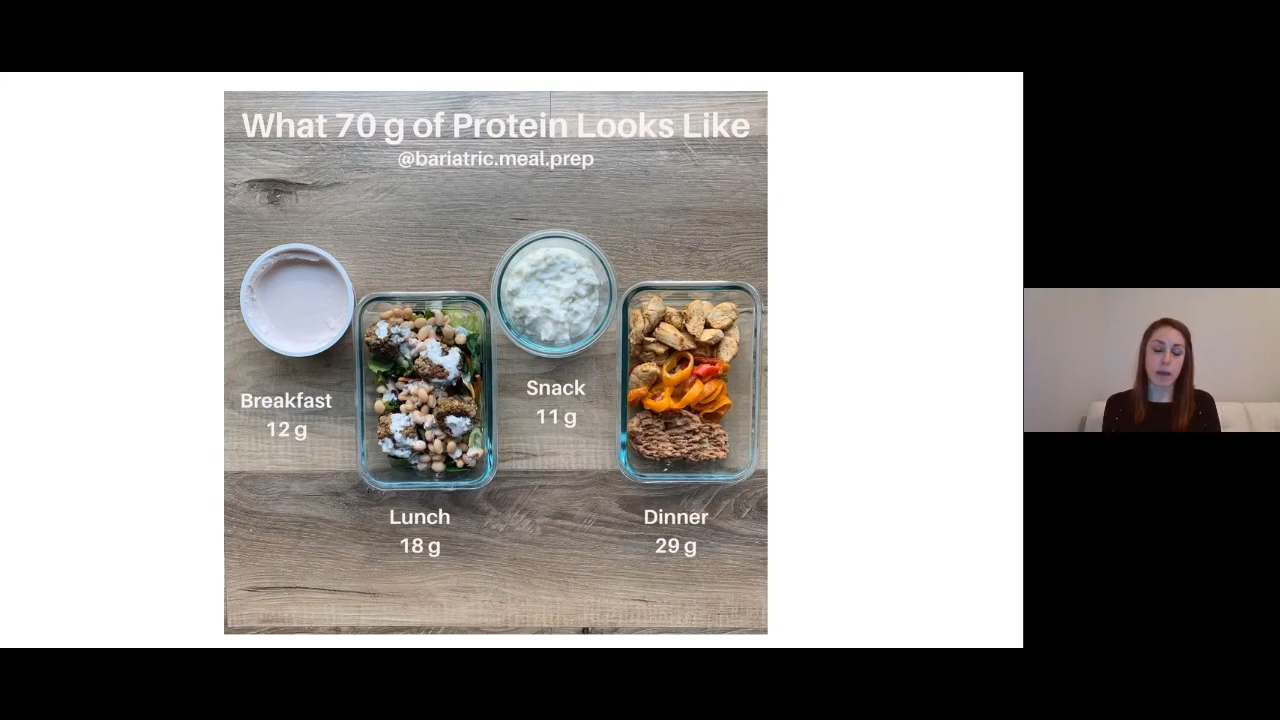 What 70 g of Protein Looks Like
@bariatric.meal.prep
Breakfast
12 g
Lunch
18 g
Snack
11 g
Dinner
29 g